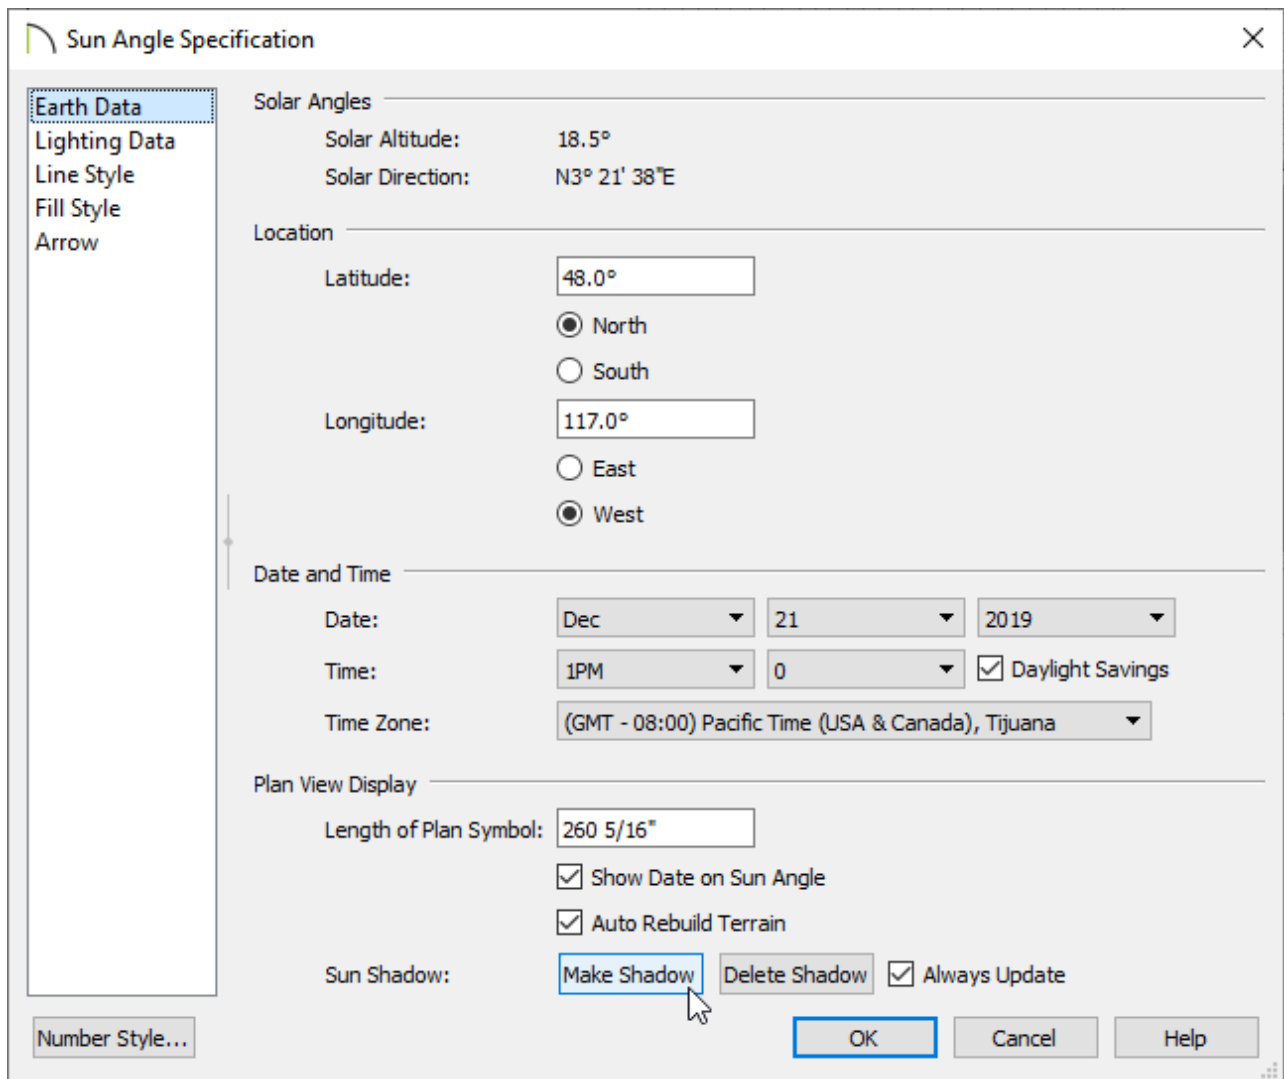 Sun Angle Specification
Earth Data
Lighting Data
Line Style
Fill Style
Arrow
Solar Angles
Solar Altitude: 18.5°
Solar Direction: N3° 21' 38"E
Location
Latitude: 48.0°
North
South
Longitude: 117.0°
East
West
Date and Time
Date: Dec 21 2019
Time: 1PM 0 Daylight Savings
Time Zone: (GMT - 08:00) Pacific Time (USA & Canada), Tijuana
Plan View Display
Length of Plan Symbol: 260 5/16"
Show Date on Sun Angle
Auto Rebuild Terrain
Sun Shadow: Make Shadow Delete Shadow Always Update
Number Style... OK Cancel Help